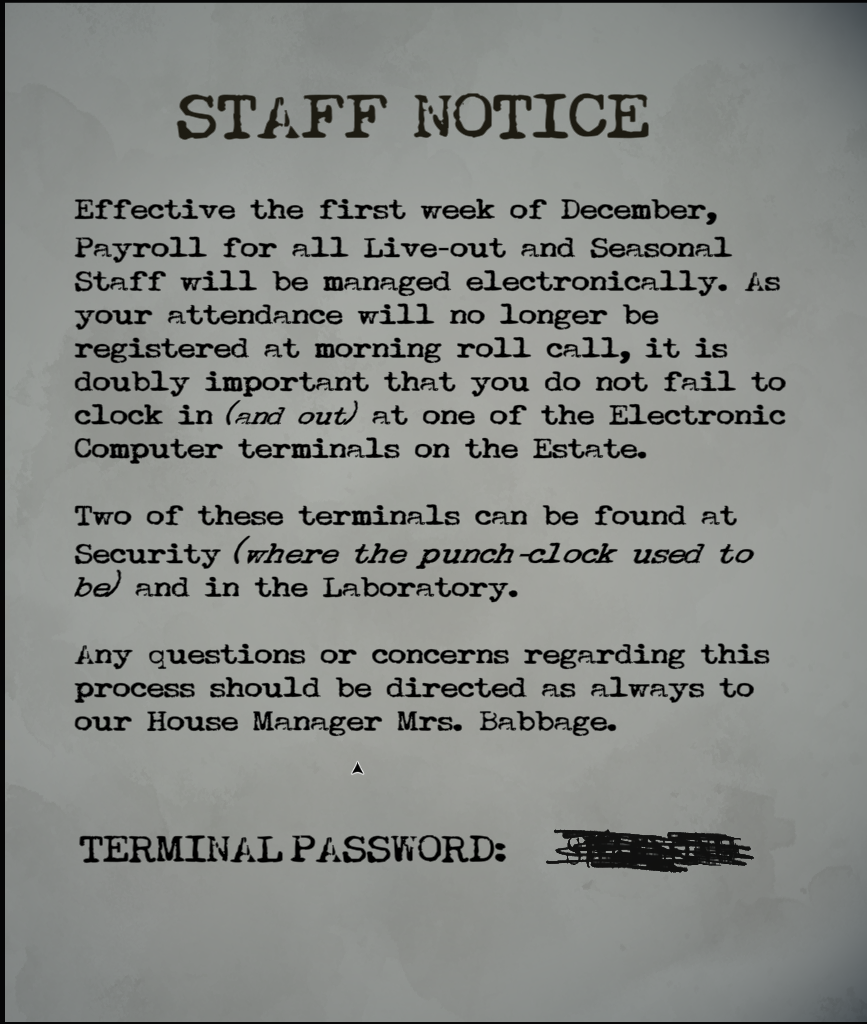 STAFF NOTICE
Effective the first week of December,
Payroll for all Live-out and Seasonal
Staff will be managed electronically. As
your attendance will no longer be
registered at morning roll call, it is
doubly important that you do not fail to
clock in (and out) at one of the Electronic
Computer terminals on the Estate.
Two of these terminals can be found at
Security (where the punch-clock used to
be) and in the Laboratory.
Any questions or concerns regarding this
process should be directed as always to
our House Manager Mrs. Babbage.
TERMINAL PASSWORD: